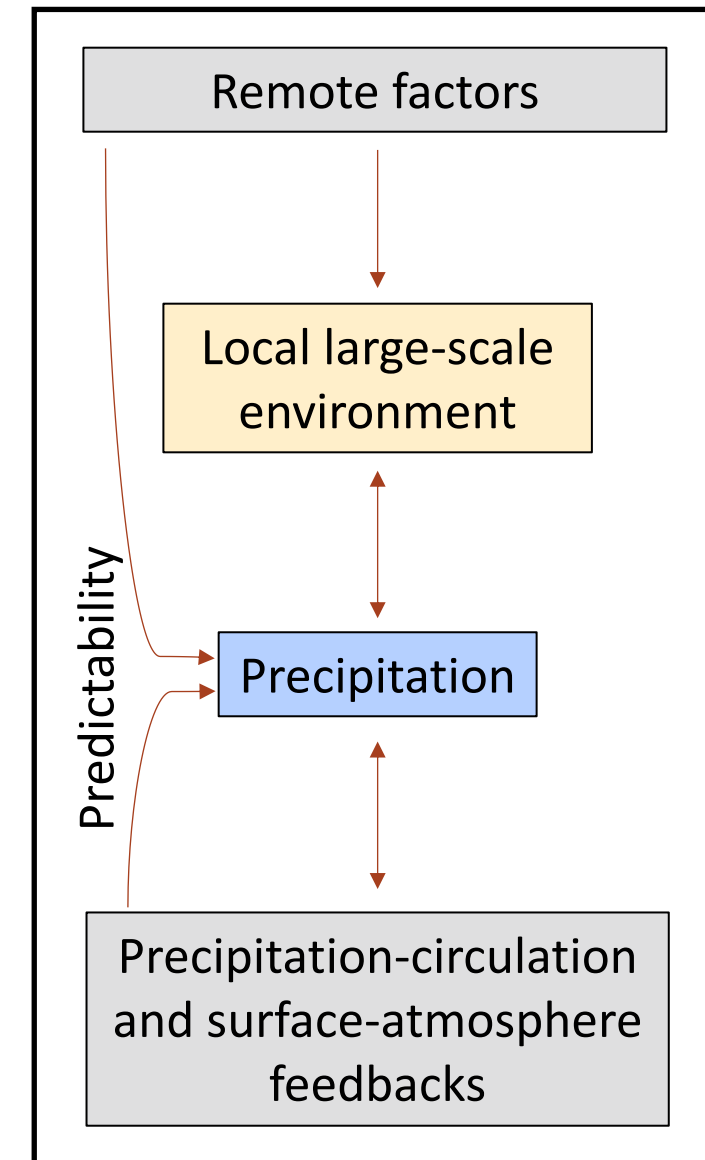 Remote factors
Local large-scale
environment
Predictability
Precipitation
Precipitation-circulation
and surface-atmosphere
feedbacks